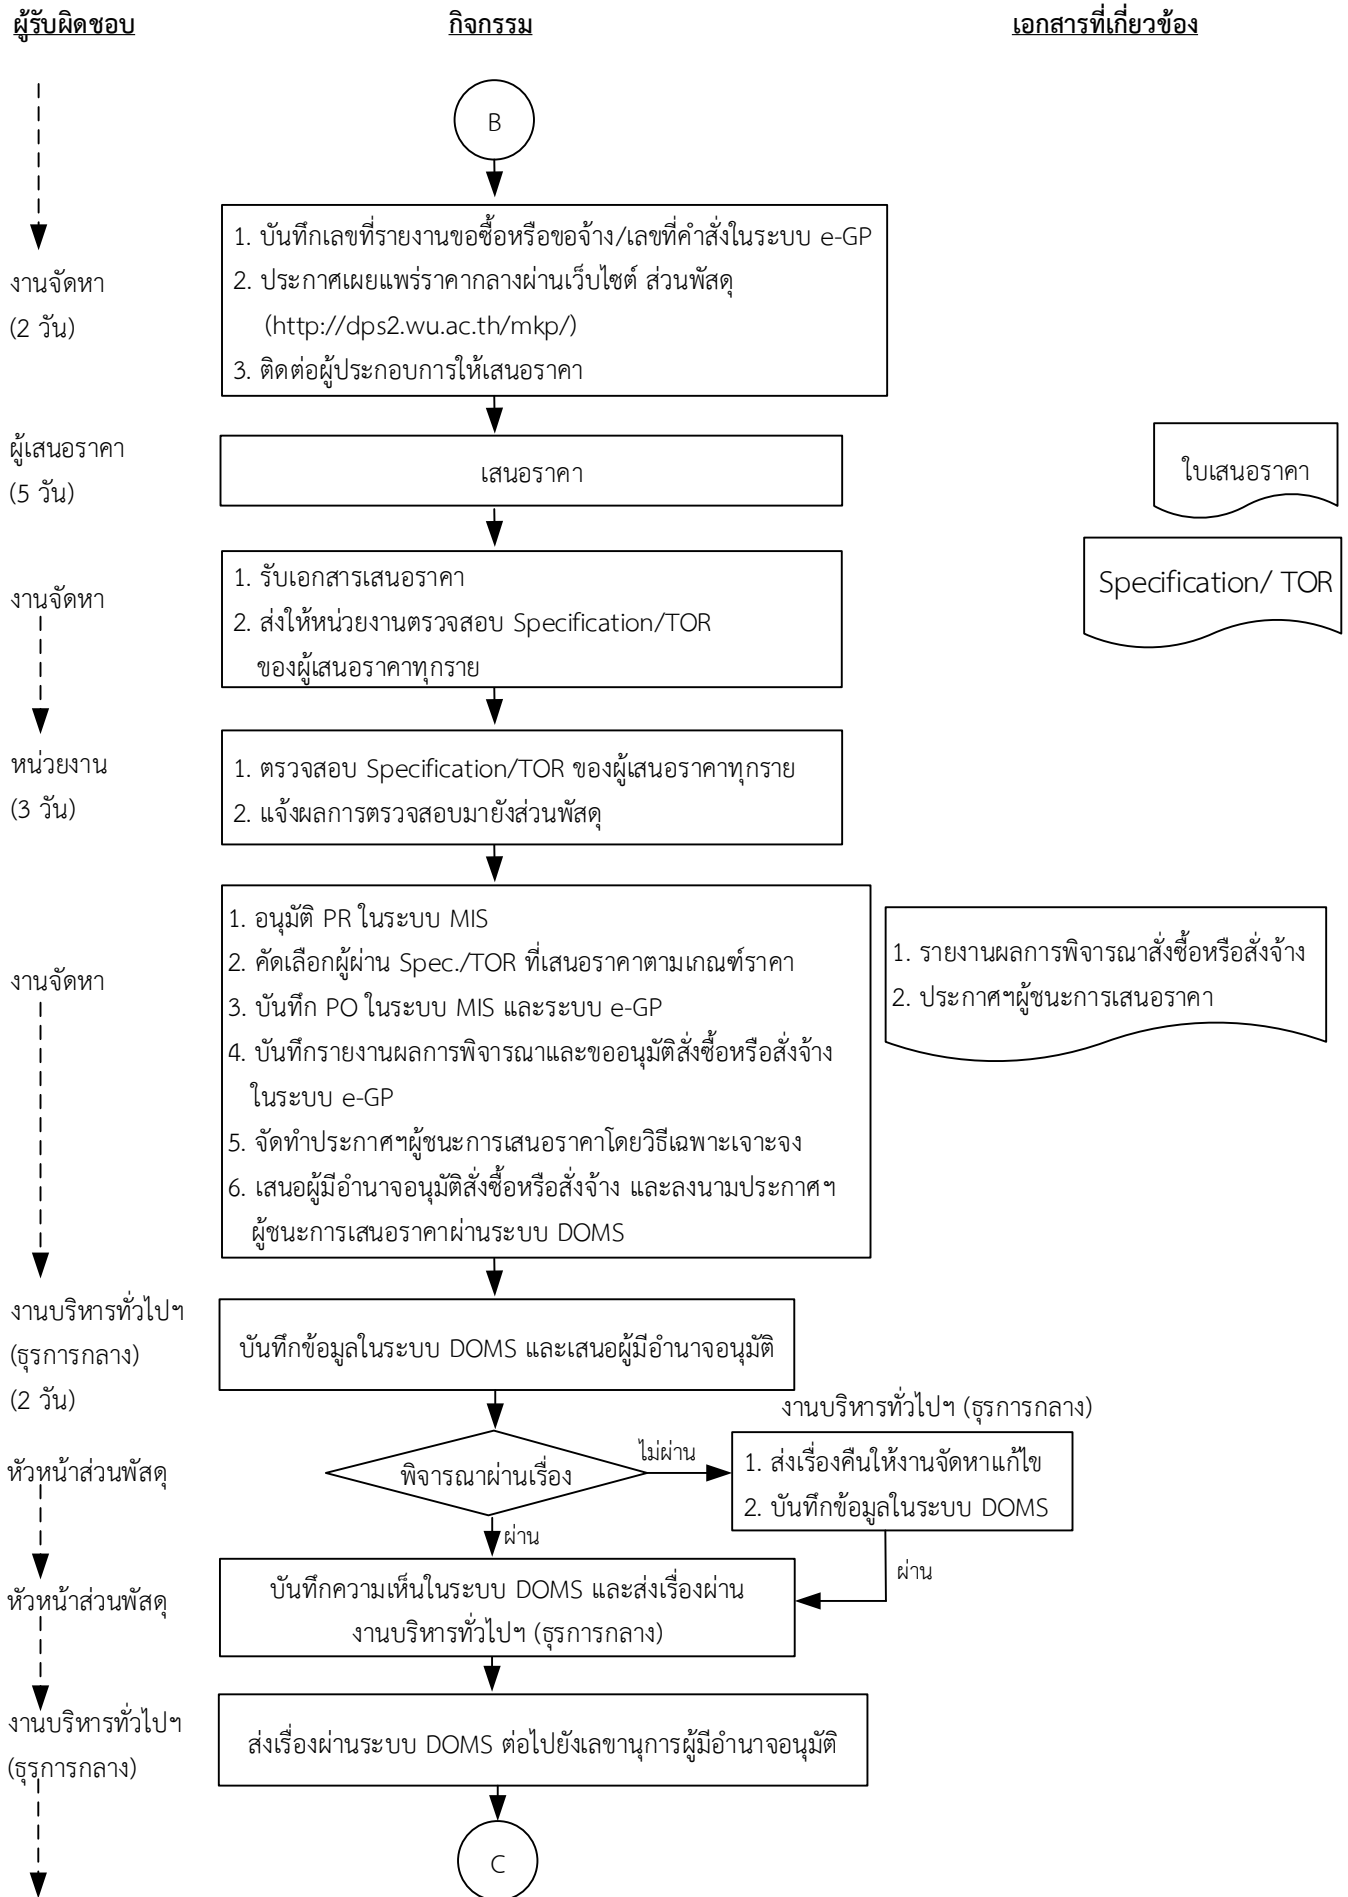 ผู้รับผิดชอบ
กิจกรรม
เอกสารที่เกี่ยวข้อง
B
งานจัดหา
(2 วัน)
1. บันทึกเลขที่รายงานขอซื้อหรือขอจ้าง/เลขที่คำสั่งในระบบ e-GP
2. ประกาศเผยแพร่ราคากลางผ่านเว็บไซต์ ส่วนพัสดุ
(http://dps2.wu.ac.th/mkp/)
3. ติดต่อผู้ประกอบการให้เสนอราคา
ผู้เสนอราคา
(5 วัน)
เสนอราคา
ใบเสนอราคา
งานจัดหา
1. รับเอกสารเสนอราคา
2. ส่งให้หน่วยงานตรวจสอบ Specification/TOR
ของผู้เสนอราคาทุกราย
Specification/ TOR
หน่วยงาน
(3 วัน)
1. ตรวจสอบ Specification/TOR ของผู้เสนอราคาทุกราย
2. แจ้งผลการตรวจสอบมายังส่วนพัสดุ
งานจัดหา
1. อนุมัติ PR ในระบบ MIS
2. คัดเลือกผู้ผ่าน Spec./TOR ที่เสนอราคาตามเกณฑ์ราคา
3. บันทึก PO ในระบบ MIS และระบบ e-GP
4. บันทึกรายงานผลการพิจารณาและขออนุมัติสั่งซื้อหรือสั่งจ้าง
ในระบบ e-GP
5. จัดทำประกาศฯผู้ชนะการเสนอราคาโดยวิธีเฉพาะเจาะจง
6. เสนอผู้มีอำนาจอนุมัติสั่งซื้อหรือสั่งจ้าง และลงนามประกาศฯ
ผู้ชนะการเสนอราคาผ่านระบบ DOMS
1. รายงานผลการพิจารณาสั่งซื้อหรือสั่งจ้าง
2. ประกาศฯผู้ชนะการเสนอราคา
งานบริหารทั่วไปฯ
(ธุรการกลาง)
(2 วัน)
บันทึกข้อมูลในระบบ DOMS และเสนอผู้มีอำนาจอนุมัติ
งานบริหารทั่วไปฯ (ธุรการกลาง)
หัวหน้าส่วนพัสดุ
พิจารณาผ่านเรื่อง
ไม่ผ่าน
1. ส่งเรื่องคืนให้งานจัดหาแก้ไข
2. บันทึกข้อมูลในระบบ DOMS
ผ่าน
ผ่าน
หัวหน้าส่วนพัสดุ
บันทึกความเห็นในระบบ DOMS และส่งเรื่องผ่าน
งานบริหารทั่วไปฯ (ธุรการกลาง)
งานบริหารทั่วไปฯ
(ธุรการกลาง)
ส่งเรื่องผ่านระบบ DOMS ต่อไปยังเลขานุการผู้มีอำนาจอนุมัติ
C